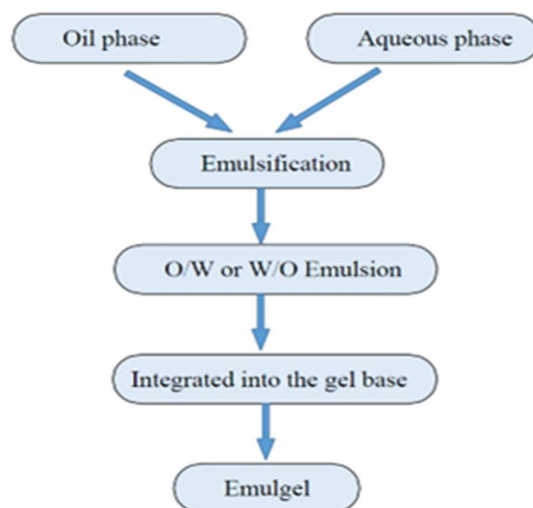 Oil phase
Aqueous phase
Emulsification
O/W or W/O Emulsion
Integrated into the gel base
Emulgel